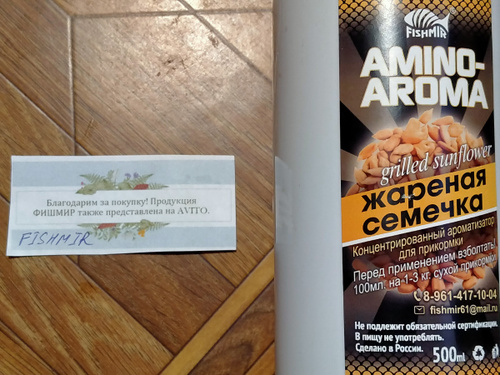 Благодарим за покупку! Продукция
ФИШМИР также представлена на AVITO.
FISHMIR
FISHMIR
AMINO-
AROMA
grilled sunflower
жареная
семечка
Концентрированный ароматизатор
для прикормки
Перед применением взболтать
100мл. на 1-3 кг. сухой прикормки
8-961-417-10-04
fishmir61@mail.ru
Не подлежит обязательной сертификации.
В пищу не употреблять.
Сделано в России.
500ml